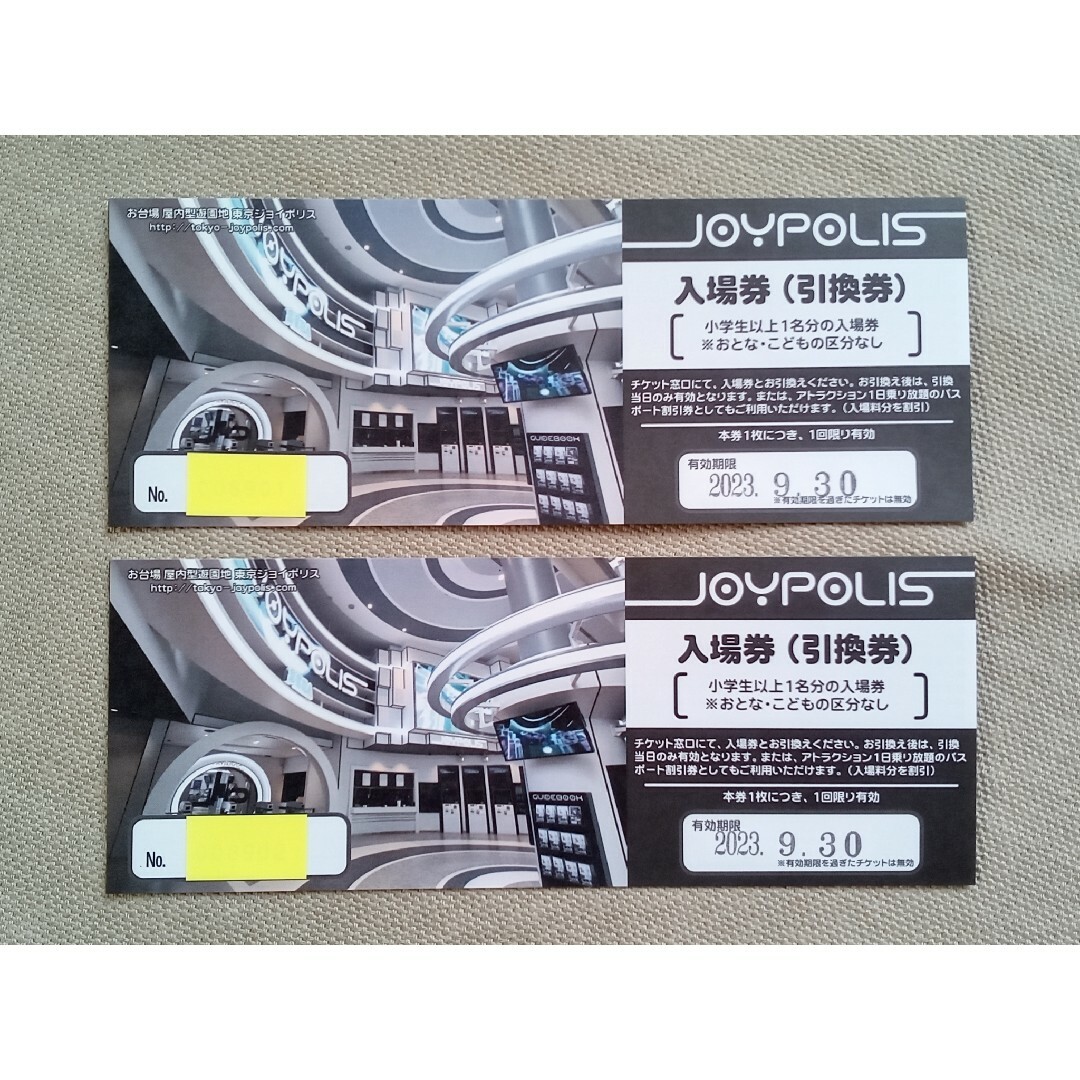 お台場 屋内型遊園地 東京ジョイポリス
http://tokyo-joypolis.com
JOYPOLIS
GUIDEBOOK
No.
JOYPOLIS
入場券（引換券）
小学生以上1名分の入場券
※おとな・こどもの区分なし
チケット窓口にて、入場券とお引換えください。お引換え後は、引換
当日のみ有効となります。または、アトラクション1日乗り放題のパス
ポート割引券としてもご利用いただけます。（入場料分を割引）
本券1枚につき、1回限り有効
有効期限
2023. 9. 30
※有効期限を過ぎたチケットは無効
お台場 屋内型遊園地 東京ジョイポリス
http://tokyo-joypolis.com
JOYPOLIS
GUIDEBOOK
No.
JOYPOLIS
入場券（引換券）
小学生以上1名分の入場券
※おとな・こどもの区分なし
チケット窓口にて、入場券とお引換えください。お引換え後は、引換
当日のみ有効となります。または、アトラクション1日乗り放題のパス
ポート割引券としてもご利用いただけます。（入場料分を割引）
本券1枚につき、1回限り有効
有効期限
2023. 9. 30
※有効期限を過ぎたチケットは無効